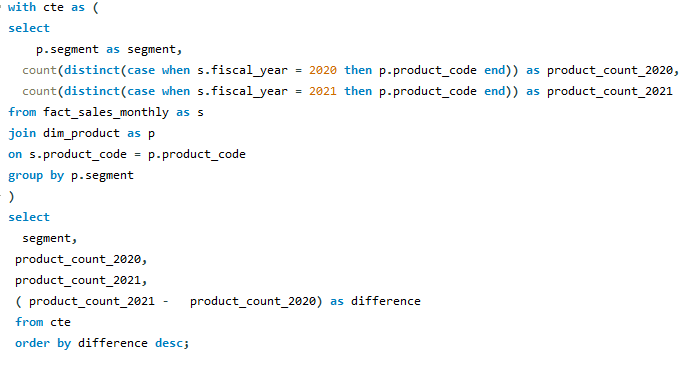 with cte as (
select
p.segment as segment,
count(distinct(case when s.fiscal_year = 2020 then p.product_code end)) as product_count_2020,
count(distinct(case when s.fiscal_year = 2021 then p.product_code end)) as product_count_2021
from fact_sales_monthly as s
join dim_product as p
on s.product_code = p.product_code
group by p.segment
)
select
segment,
product_count_2020,
product_count_2021,
( product_count_2021 -   product_count_2020) as difference
from cte
order by difference desc;